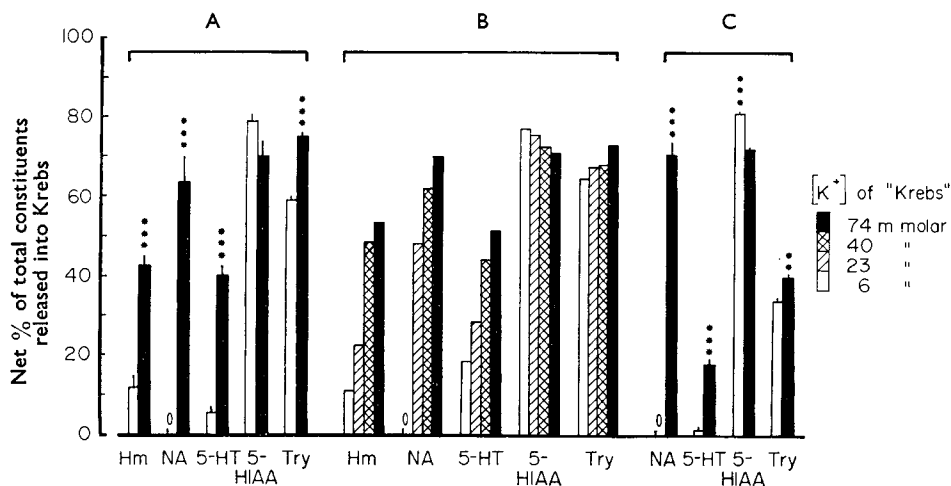 A
B
C
Net % of total constituents
released into Krebs
100
80
60
40
20
0
***
***
***
***
***
***
***
**
0
0
0
Hm NA 5-HT 5-HIAA Try
Hm NA 5-HT 5-HIAA Try
NA 5-HT 5-HIAA Try
[K+] of "Krebs"
74 m molar
40 "
23 "
6 "